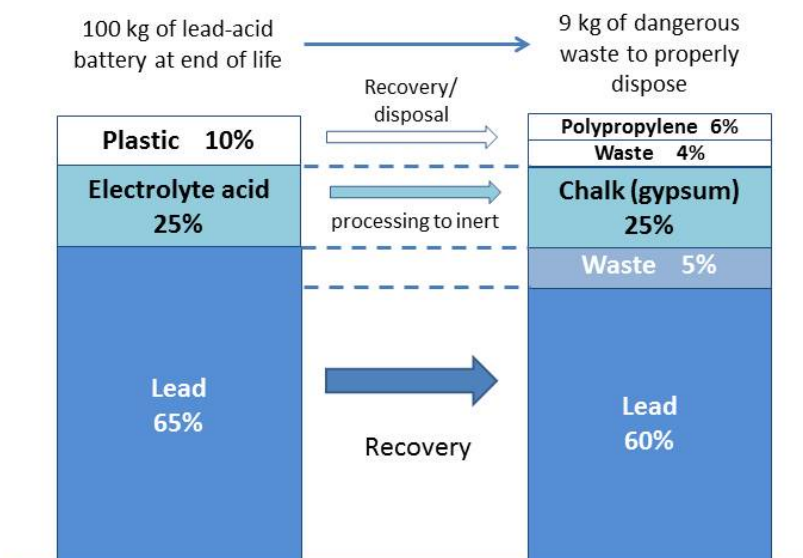 100 kg of lead-acid
battery at end of life
9 kg of dangerous
waste to properly
dispose
Recovery/
disposal
Plastic 10%
Polypropylene 6%
Waste 4%
Electrolyte acid
25%
processing to inert
Chalk (gypsum)
25%
Waste 5%
Lead
65%
Recovery
Lead
60%